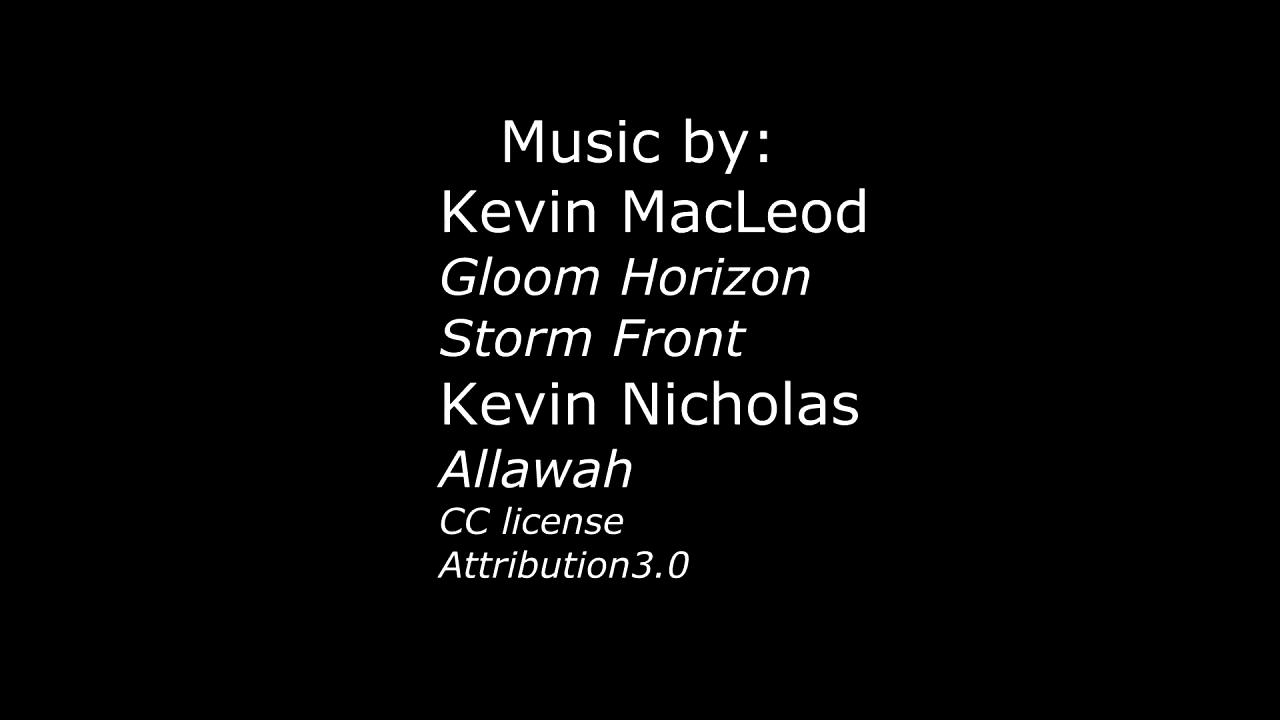 Music by:
Kevin MacLeod
Gloom Horizon
Storm Front
Kevin Nicholas
Allawah
CC license
Attribution3.0